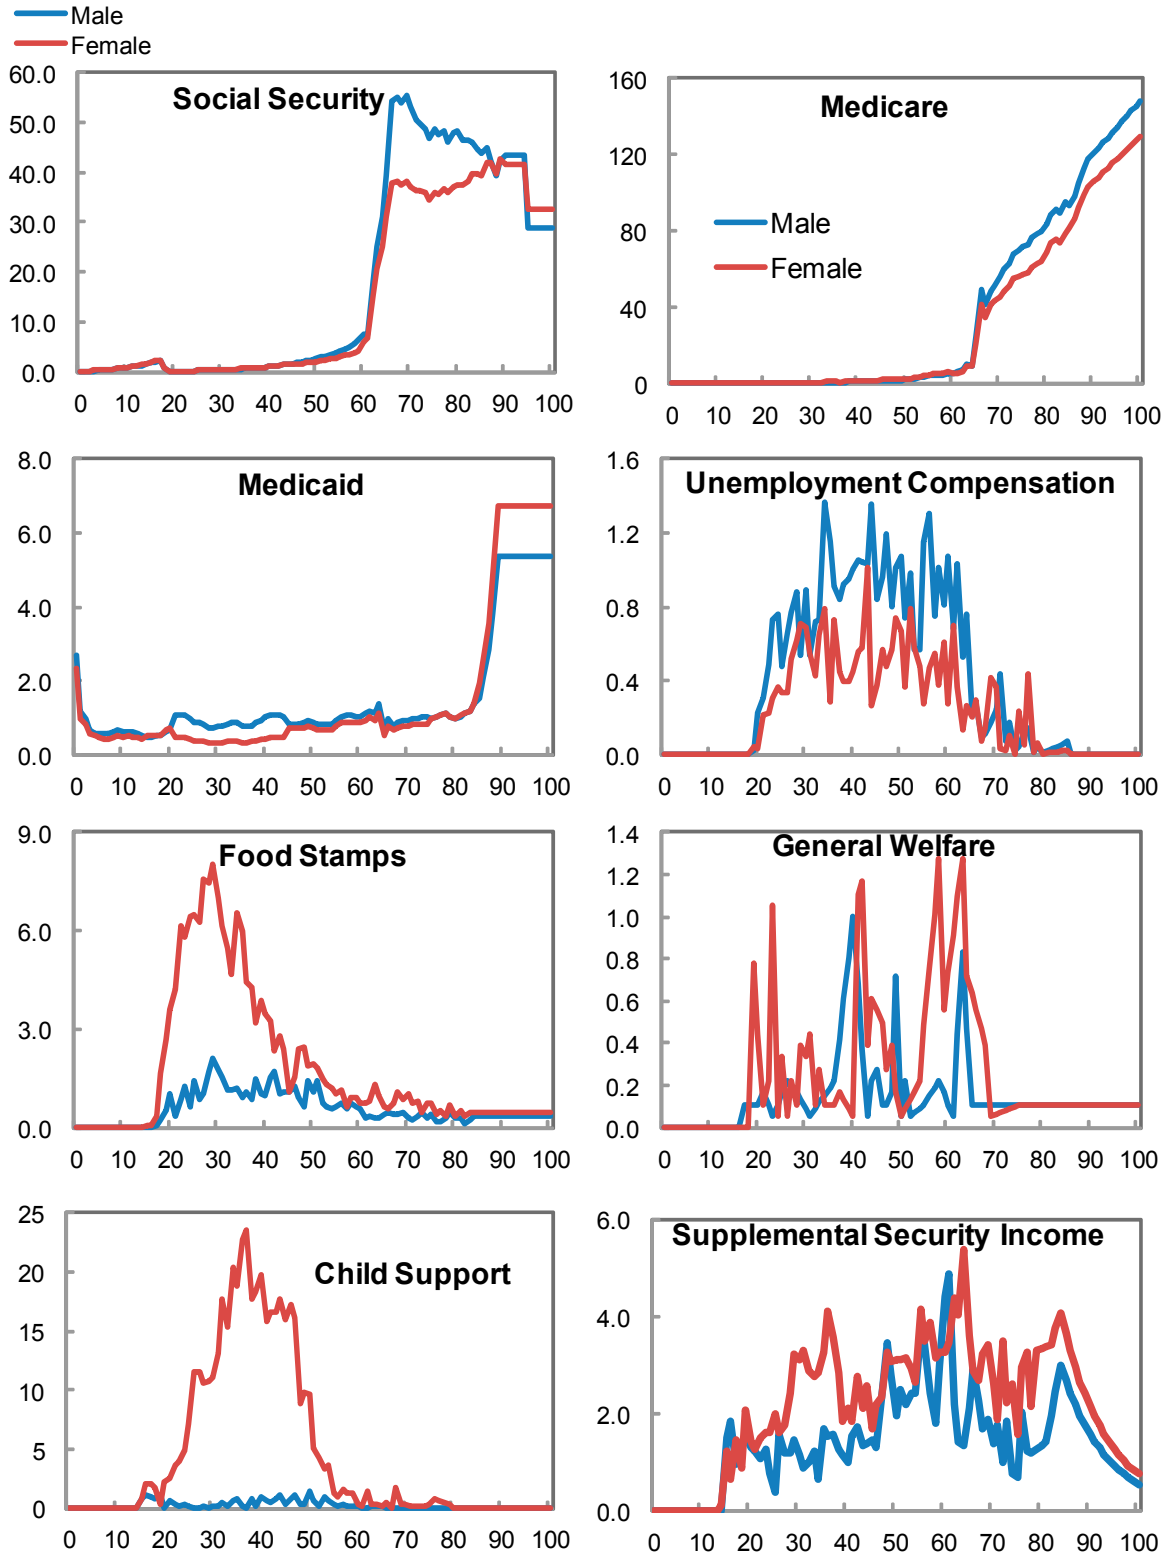 Male
Female
Social Security
60.0
50.0
40.0
30.0
20.0
10.0
0.0
0 10 20 30 40 50 60 70 80 90 100
Medicare
160
120
80
40
0
Male
Female
0 10 20 30 40 50 60 70 80 90 100
Medicaid
8.0
6.0
4.0
2.0
0.0
0 10 20 30 40 50 60 70 80 90 100
Unemployment Compensation
1.6
1.2
0.8
0.4
0.0
0 10 20 30 40 50 60 70 80 90 100
Food Stamps
9.0
6.0
3.0
0.0
0 10 20 30 40 50 60 70 80 90 100
General Welfare
1.4
1.2
1.0
0.8
0.6
0.4
0.2
0.0
0 10 20 30 40 50 60 70 80 90 100
Child Support
25
20
15
10
5
0
0 10 20 30 40 50 60 70 80 90 100
Supplemental Security Income
6.0
4.0
2.0
0.0
0 10 20 30 40 50 60 70 80 90 100